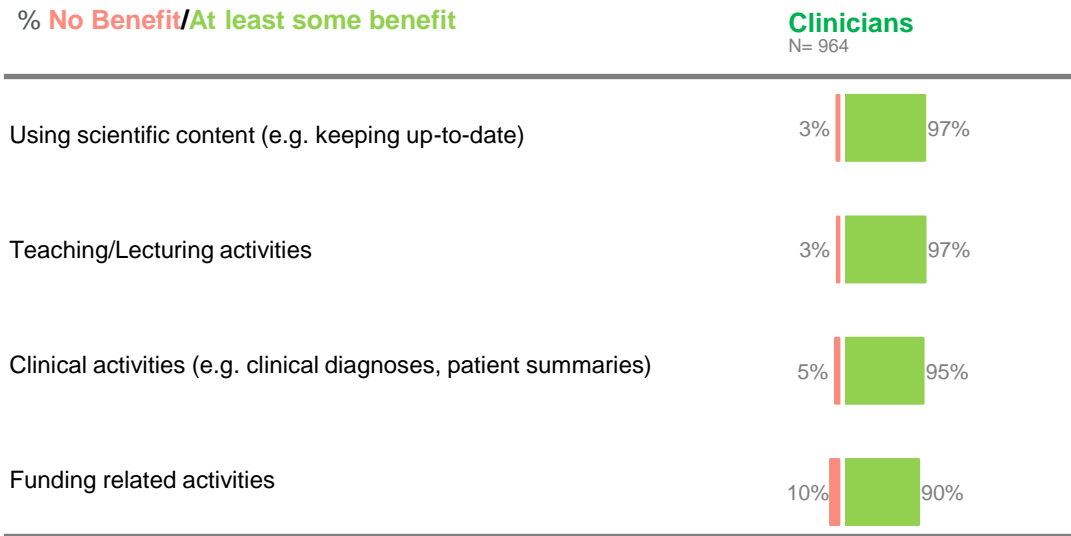 % No Benefit/At least some benefit
Clinicians
N= 964
Using scientific content (e.g. keeping up-to-date) 3% 97%
Teaching/Lecturing activities 3% 97%
Clinical activities (e.g. clinical diagnoses, patient summaries) 5% 95%
Funding related activities 10% 90%